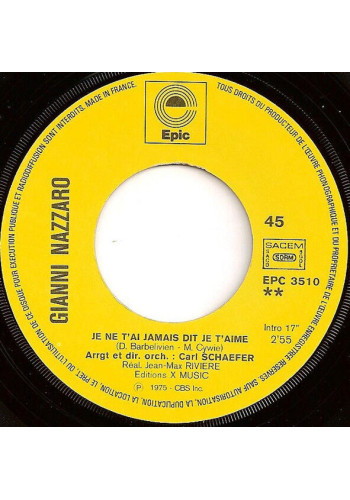 MADE IN FRANCE TOUS DROITS DU PRODUCTEUR DE L'ŒUVRE PHONOGRAPHIQUE ET DU PROPRIETAIRE DE L'ŒUVRE ENREGISTREE RESERVES. SAUF AUTORISATION, LA DUPLICATION, LA LOCATION, LE PRET, OU L'UTILISATION DE CE DISQUE POUR EXECUTION PUBLIQUE ET RADIODIFFUSION SONT INTERDITS
Epic
GIANNI NAZZARO
45
SACEM
SACD SDRM SGDL
EPC 3510
**
JE NE T'AI JAMAIS DIT JE T'AIME
(D. Barbelivien - M. Cywie)
Intro 17"
Arrgt et dir. orch. : Carl SCHAEFER
2'55
Réal. Jean-Max RIVIERE
Editions X MUSIC
℗ 1975 - CBS Inc.